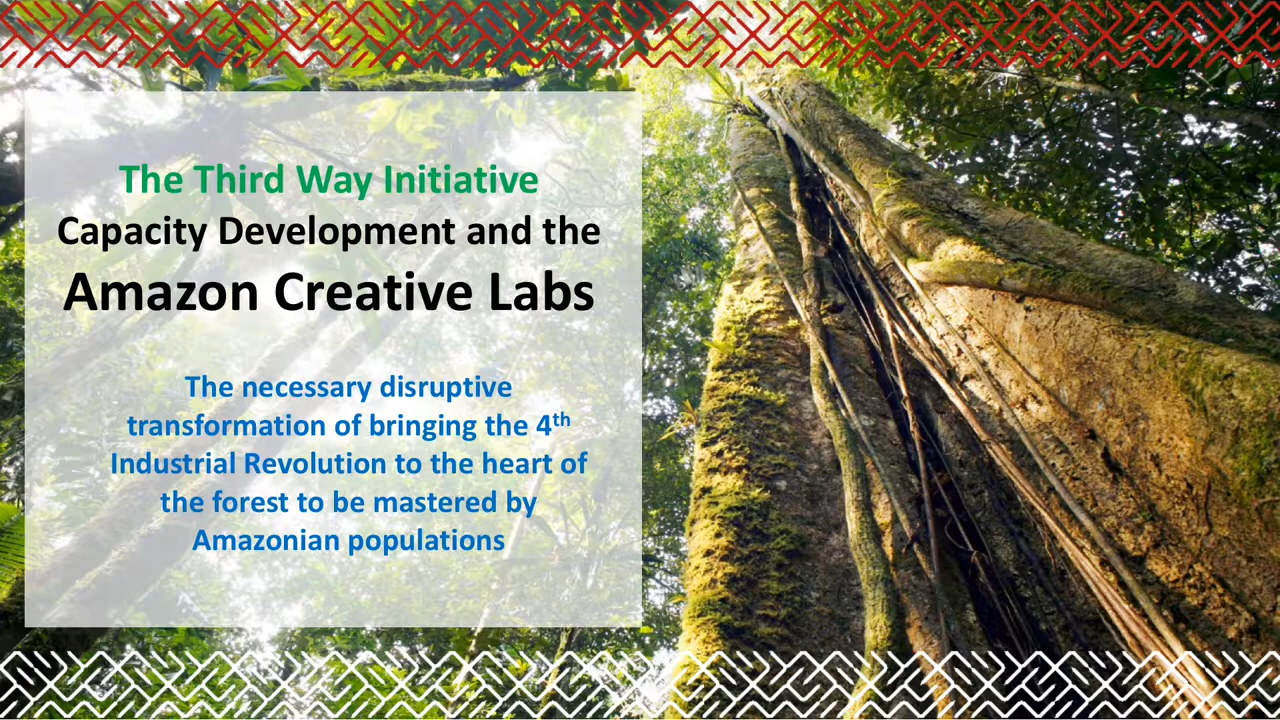 The Third Way Initiative
Capacity Development and the
Amazon Creative Labs
The necessary disruptive
transformation of bringing the 4th
Industrial Revolution to the heart of
the forest to be mastered by
Amazonian populations